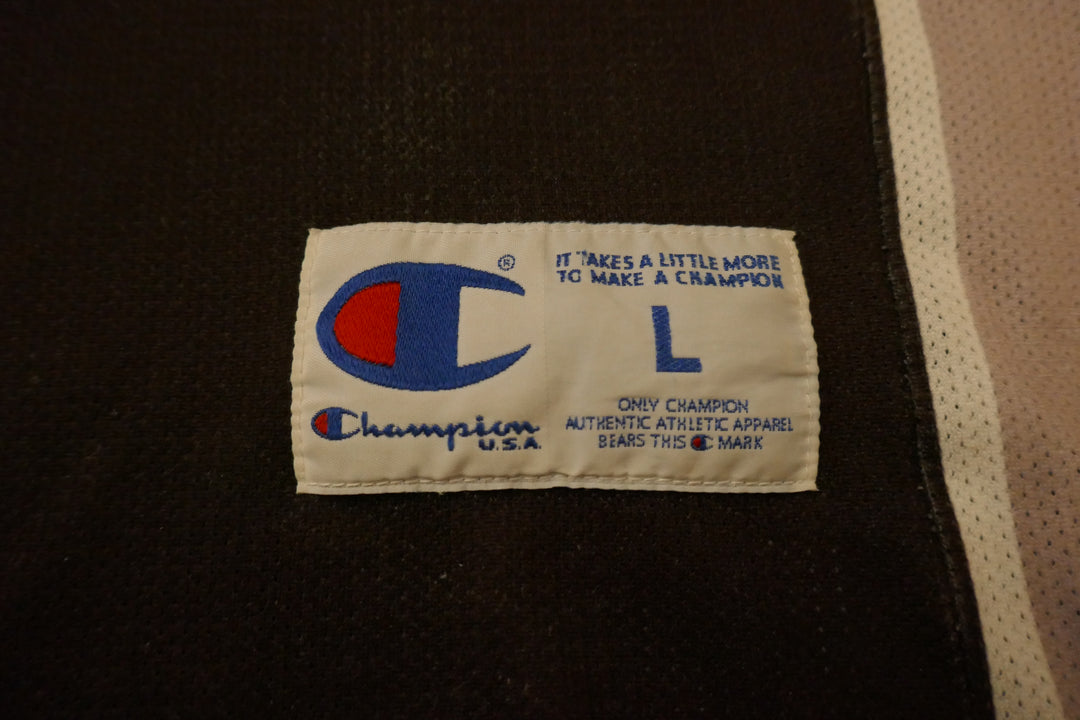 ®
Champion
U.S.A.
IT TAKES A LITTLE MORE
TO MAKE A CHAMPION
L
ONLY CHAMPION
AUTHENTIC ATHLETIC APPAREL
BEARS THIS C MARK